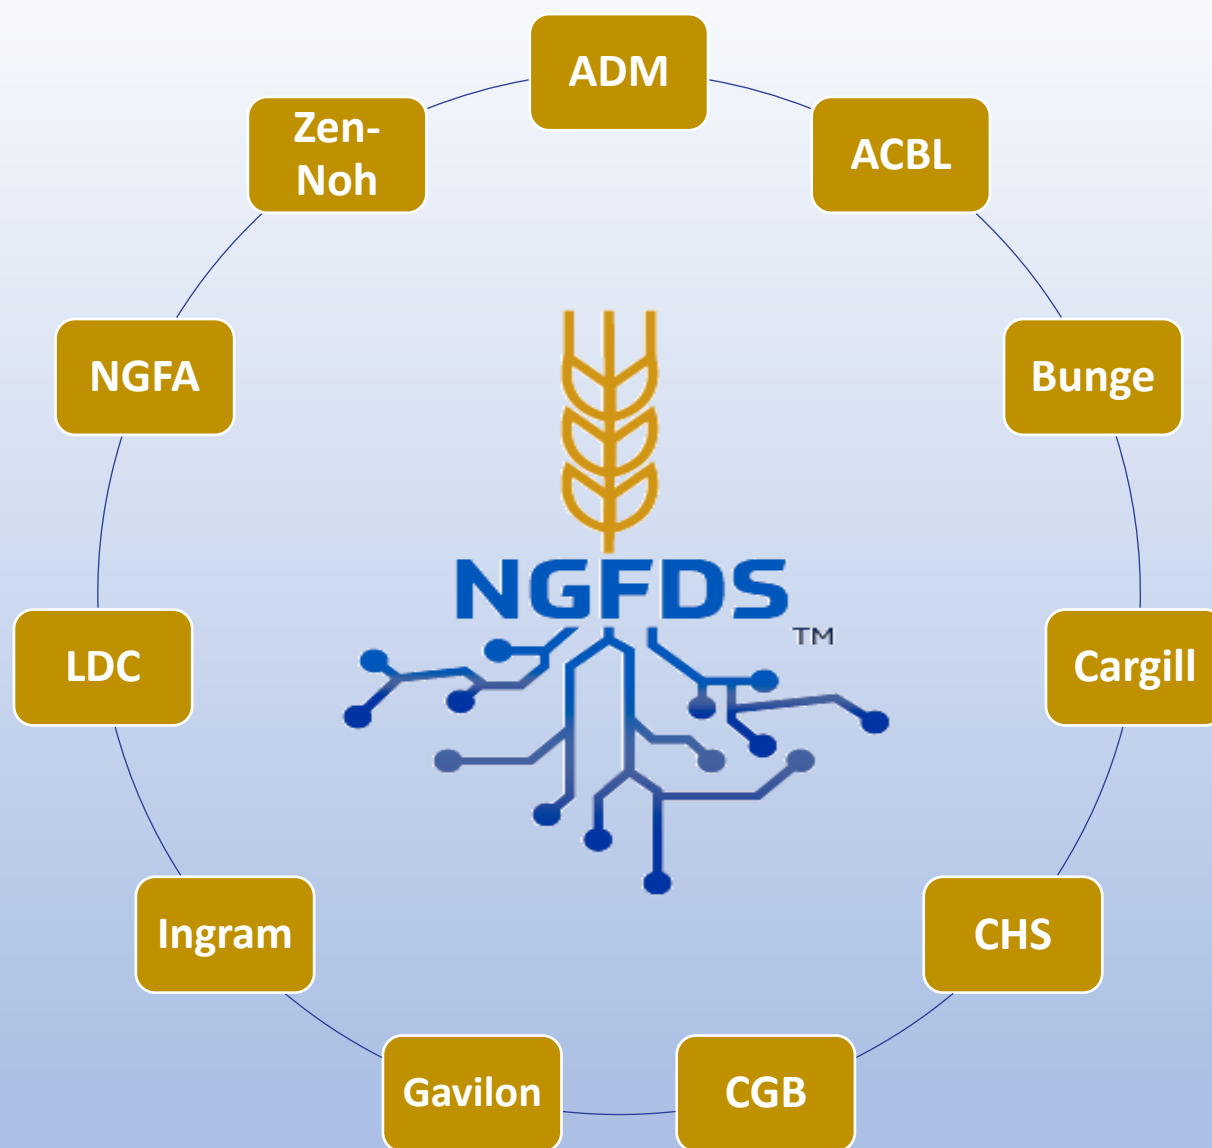 ADM
Zen-
Noh
ACBL
NGFA
Bunge
NGFDS
TM
LDC
Cargill
Ingram
CHS
Gavilon
CGB